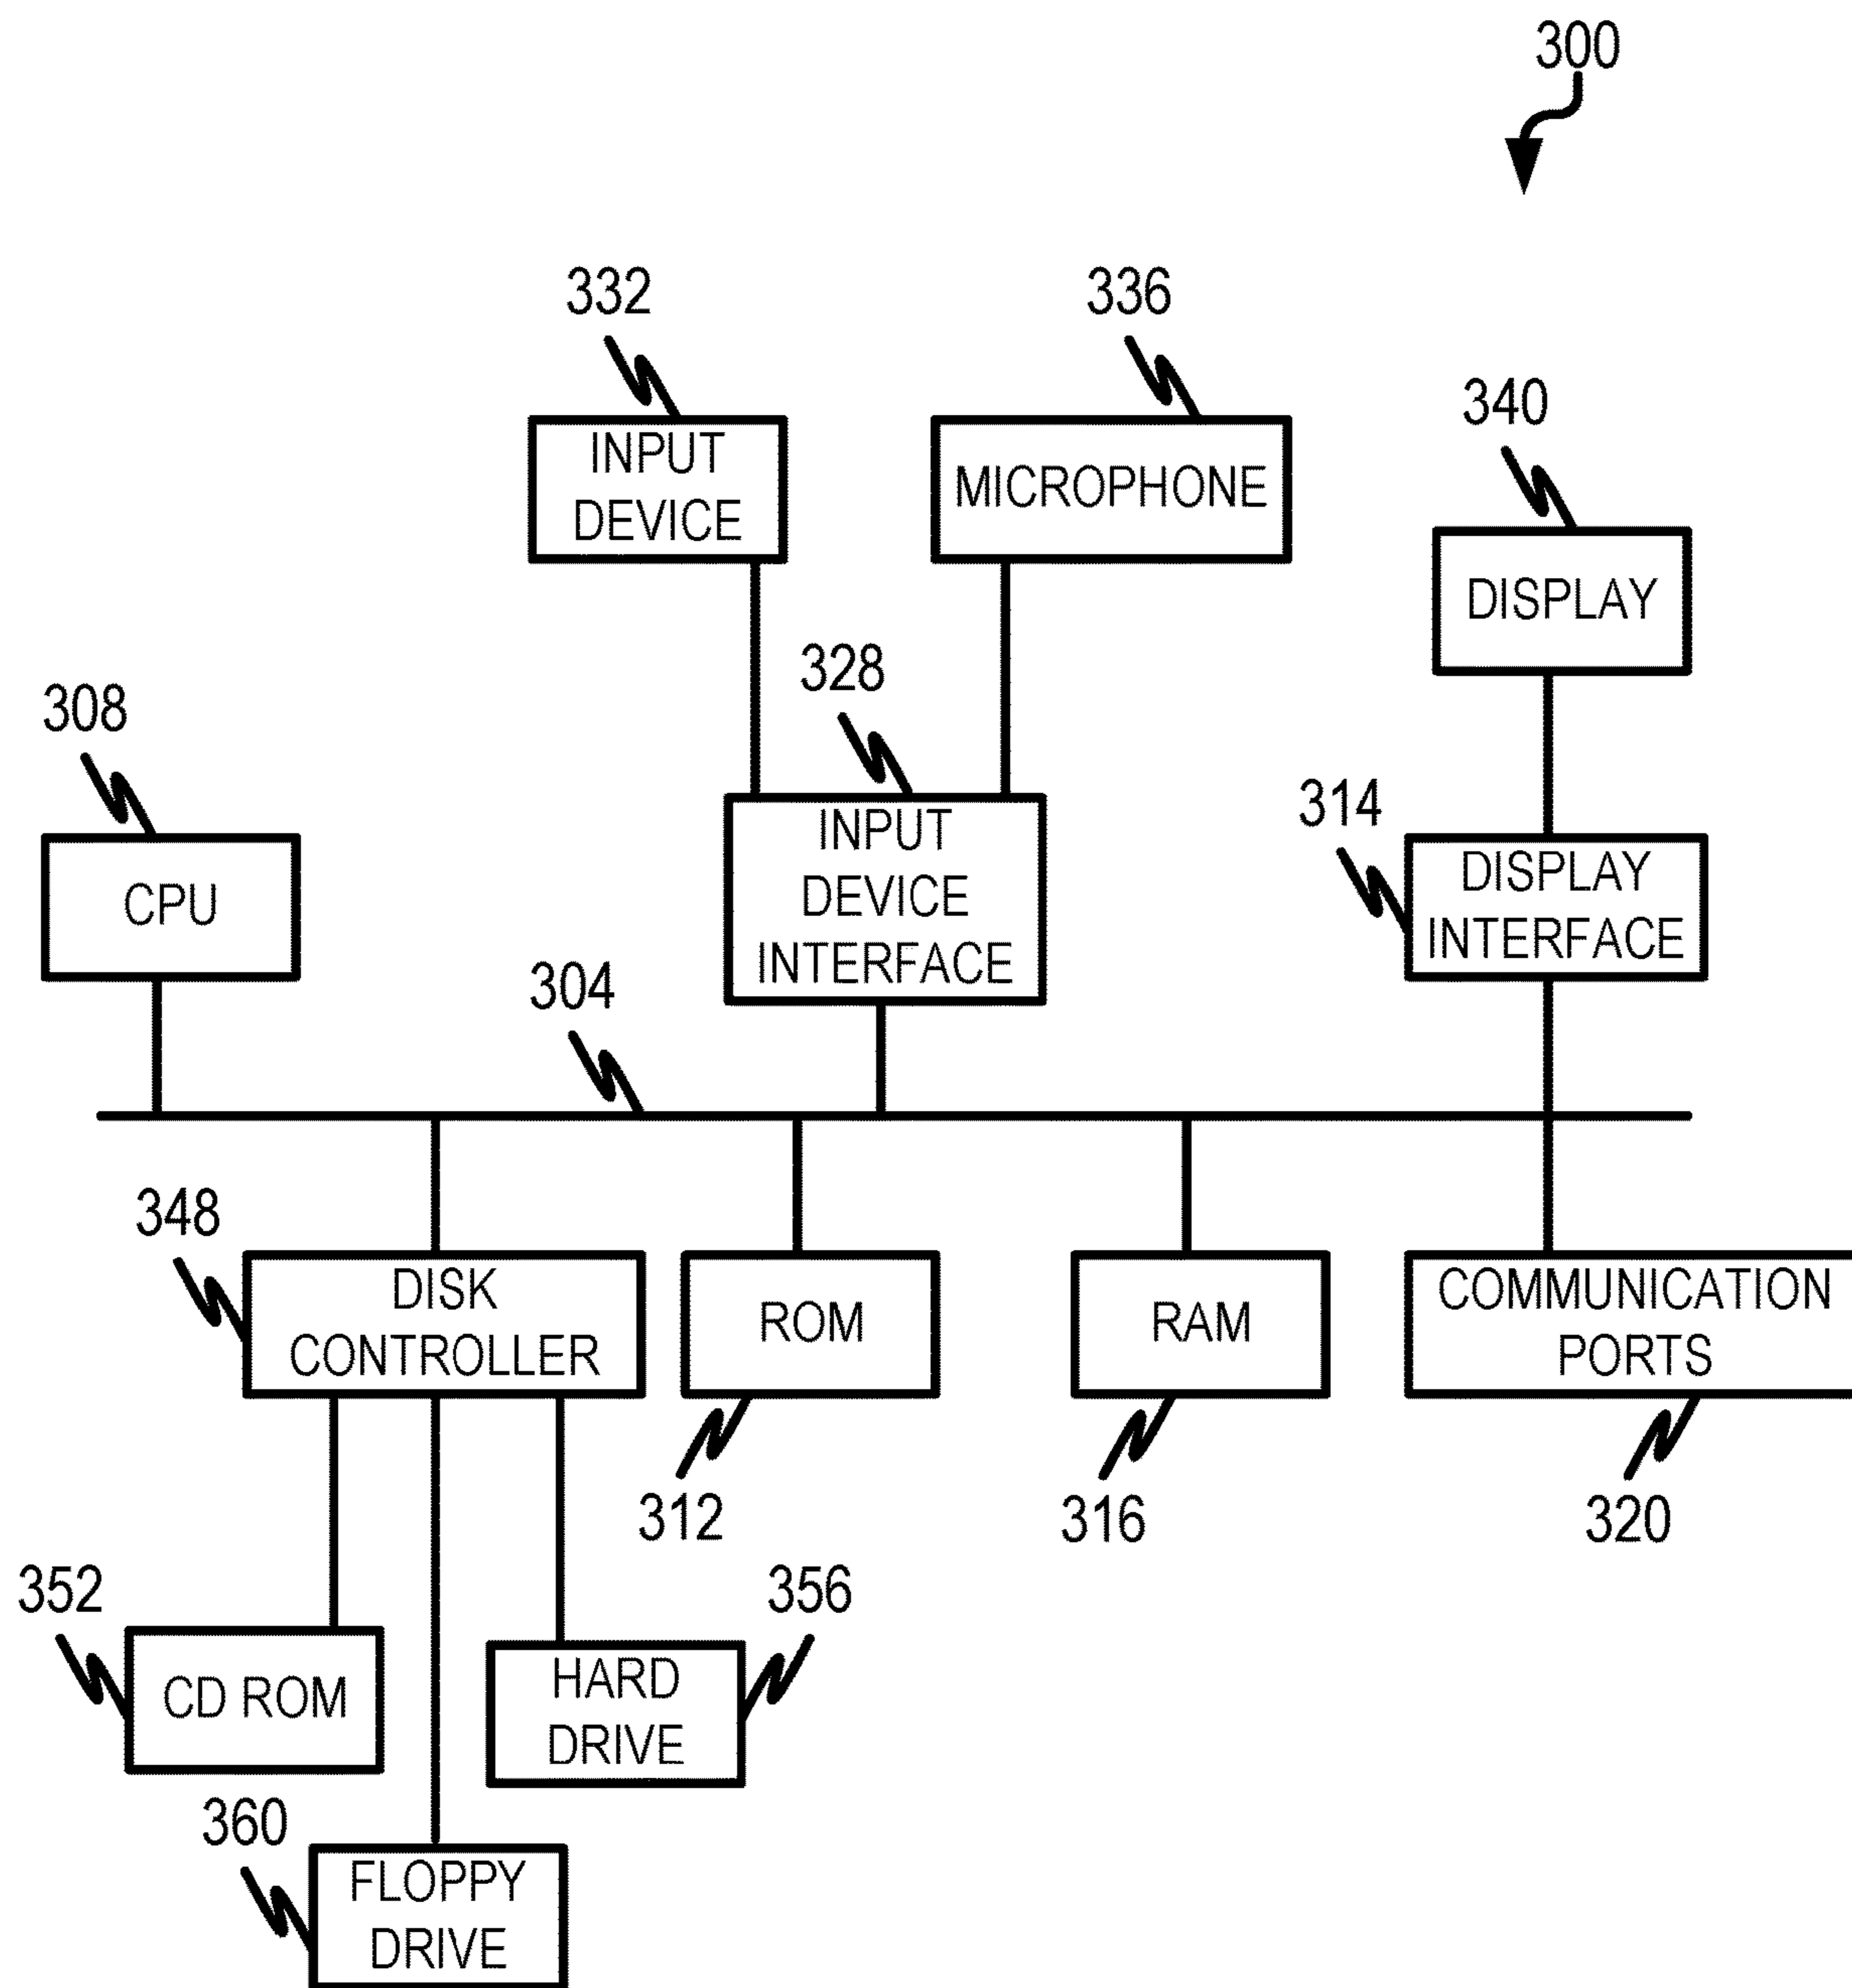 300
332
336
INPUT
DEVICE
MICROPHONE
340
DISPLAY
328
308
314
CPU
INPUT
DEVICE
INTERFACE
DISPLAY
INTERFACE
304
348
DISK
CONTROLLER
ROM
RAM
COMMUNICATION
PORTS
312
316
320
352
356
CD ROM
HARD
DRIVE
360
FLOPPY
DRIVE